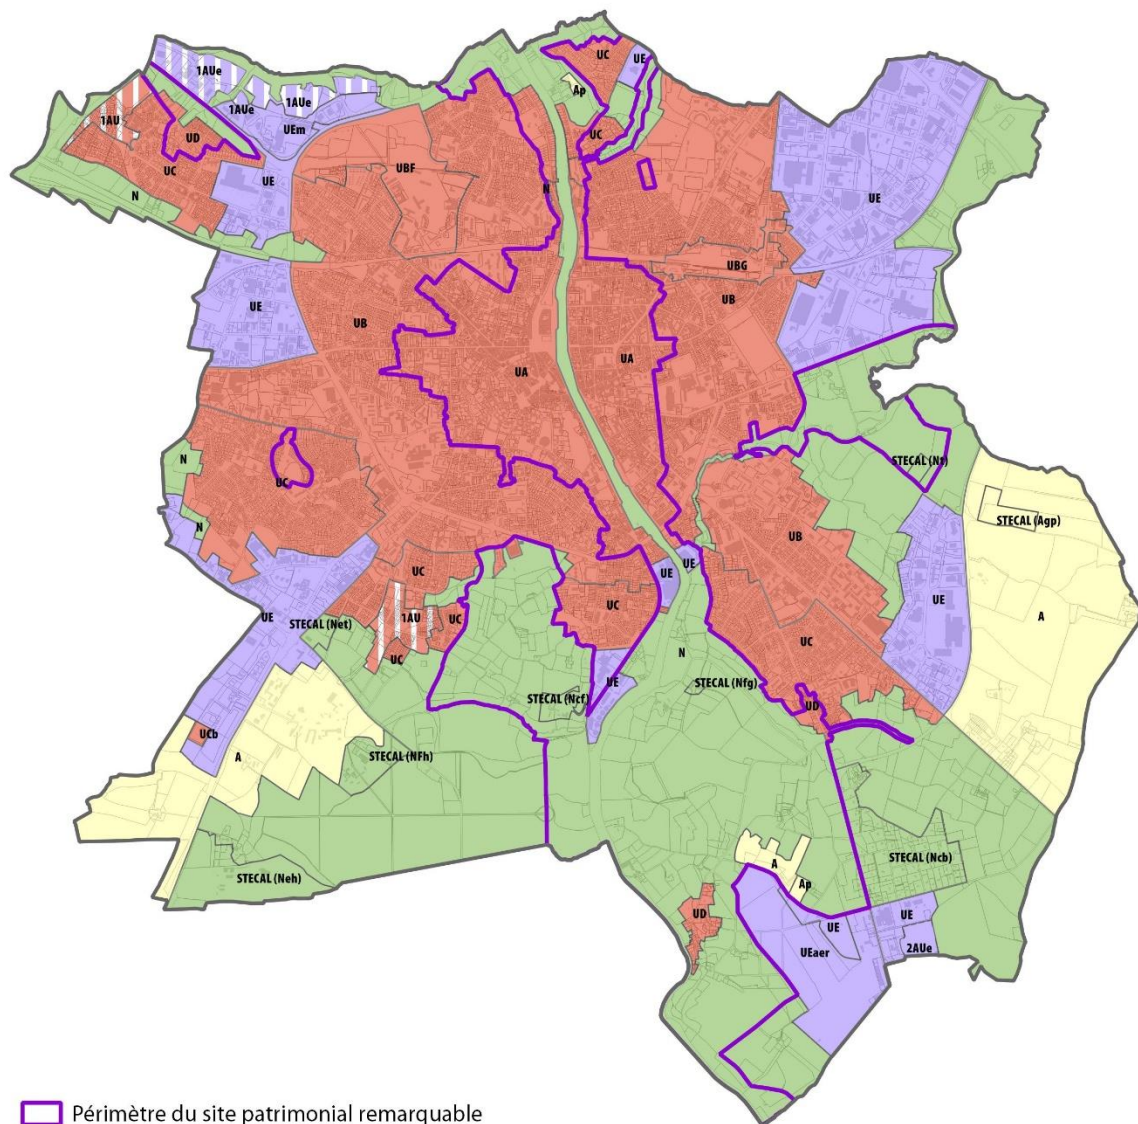 UC
UE
1AUe
Ap
1AUe
1AUe
1AU
UEm
UC
UD
UBF
UC
UE
N
N
UE
UBG
UE
UB
UB
UA
UA
N
UC
STECAL (Nt)
N
STECAL (Agp)
UB
UE
UE
UC
UC
UE
A
UE
1AU
UC
STECAL (Net)
UC
UC
N
UE
STECAL (Nfg)
STECAL (Ncf)
UD
UCb
A
STECAL (NFh)
STECAL (Ncb)
A
Ap
STECAL (Neh)
UD
UE
UE
2AUe
UEaer
Périmètre du site patrimonial remarquable